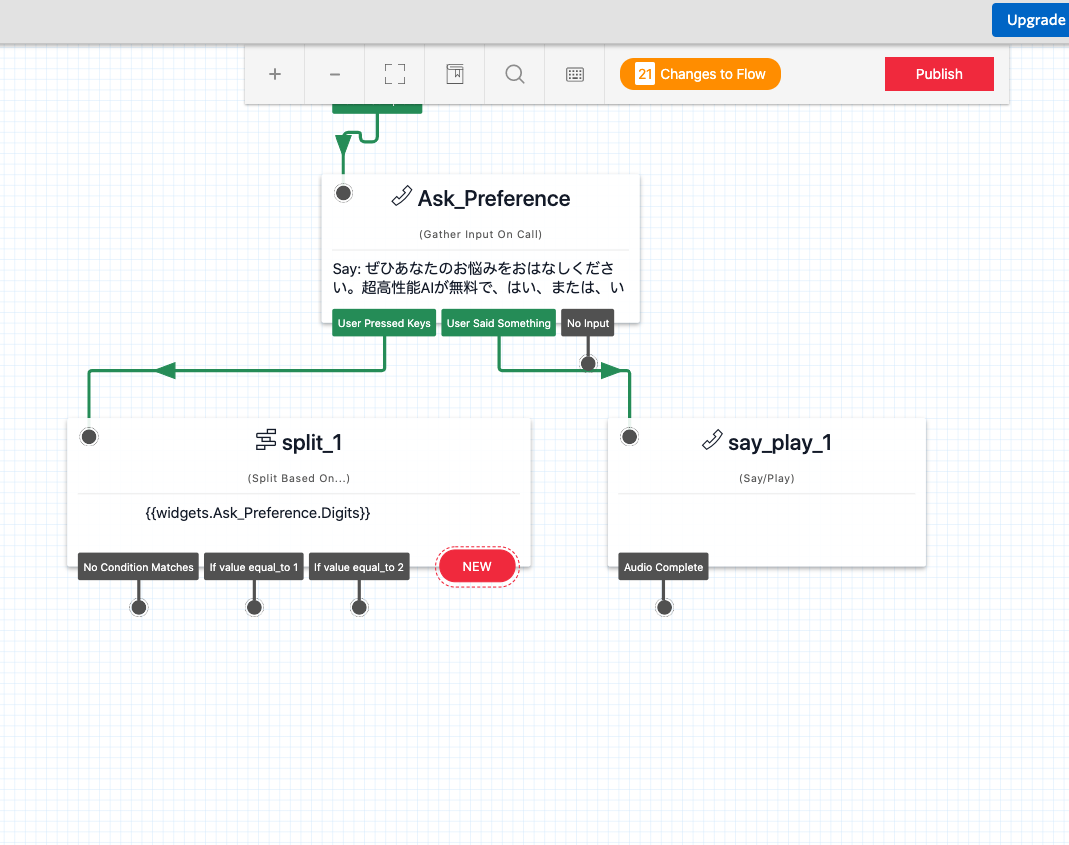 Upgrade
21 Changes to Flow
Publish
Ask_Preference
(Gather Input On Call)
Say: ぜひあなたのお悩みをおはなしくださ
い。超高性能AIが無料で、はい、または、い
User Pressed Keys
User Said Something
No Input
split_1
(Split Based On...)
{{widgets.Ask_Preference.Digits}}
No Condition Matches
If value equal_to 1
If value equal_to 2
NEW
say_play_1
(Say/Play)
Audio Complete